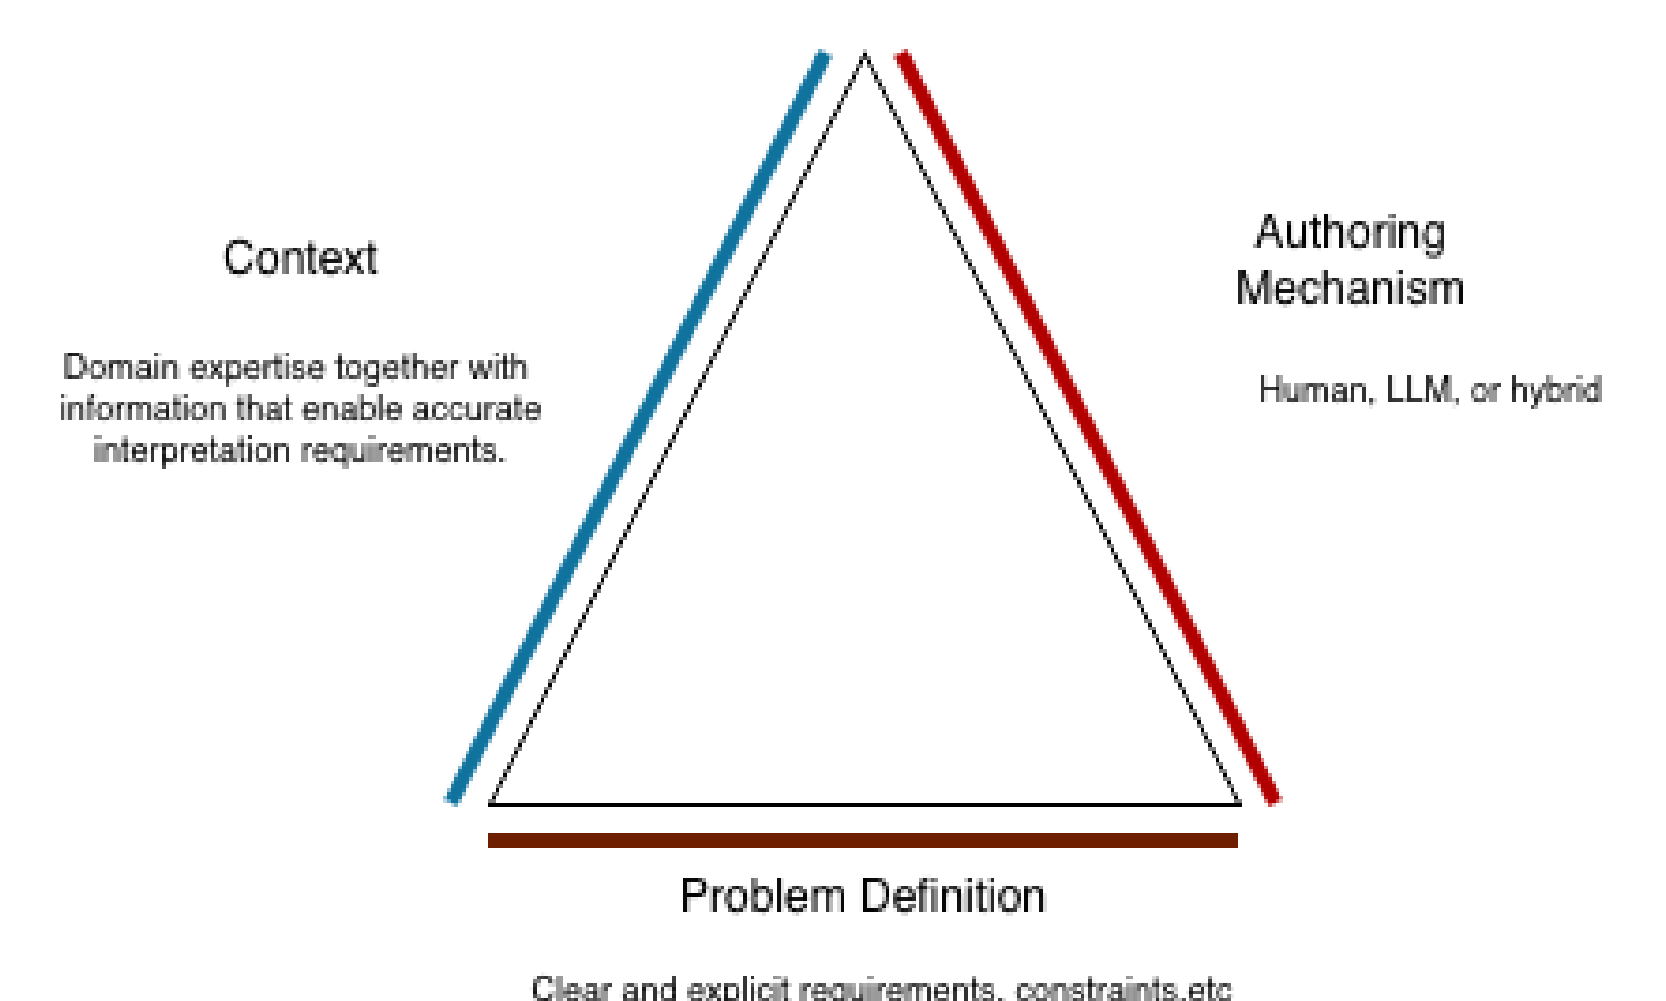 Context
Domain expertise together with
information that enable accurate
interpretation requirements.
Authoring
Mechanism
Human, LLM, or hybrid
Problem Definition
Clear and explicit requirements, constraints,etc